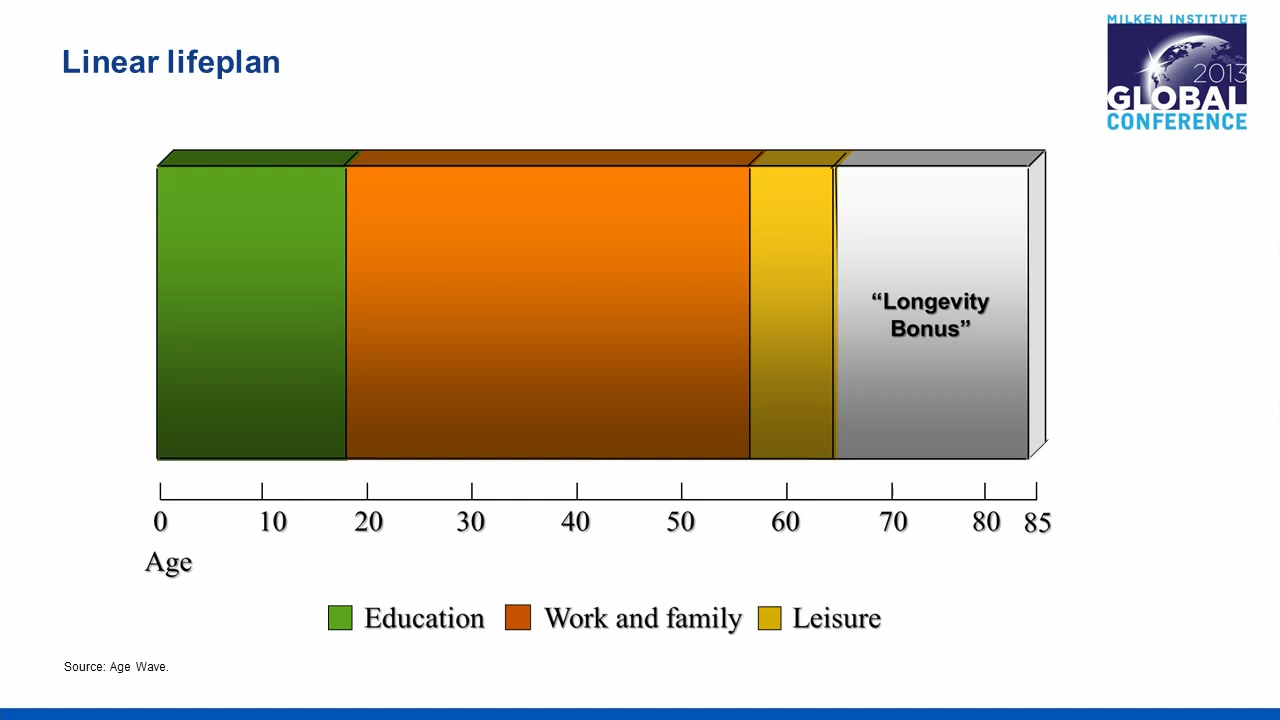 MILKEN INSTITUTE
2013
GLOBAL
CONFERENCE
Linear lifeplan
“Longevity
Bonus”
0 10 20 30 40 50 60 70 80 85
Age
Education Work and family Leisure
Source: Age Wave.